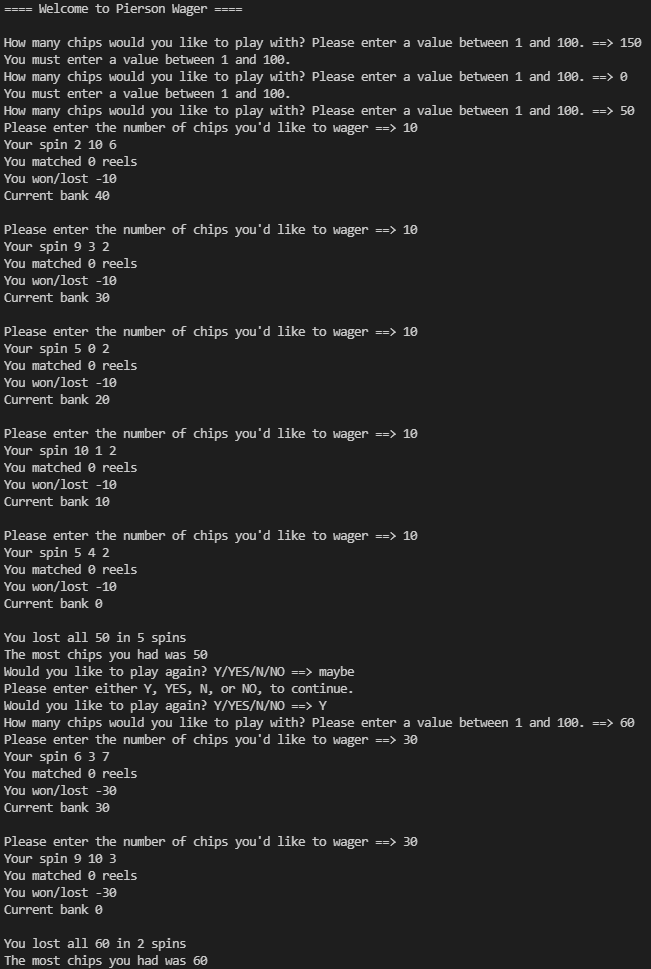 ==== Welcome to Pierson Wager ====
How many chips would you like to play with? Please enter a value between 1 and 100. ==> 150
You must enter a value between 1 and 100.
How many chips would you like to play with? Please enter a value between 1 and 100. ==> 0
You must enter a value between 1 and 100.
How many chips would you like to play with? Please enter a value between 1 and 100. ==> 50
Please enter the number of chips you'd like to wager ==> 10
Your spin 2 10 6
You matched 0 reels
You won/lost -10
Current bank 40
Please enter the number of chips you'd like to wager ==> 10
Your spin 9 3 2
You matched 0 reels
You won/lost -10
Current bank 30
Please enter the number of chips you'd like to wager ==> 10
Your spin 5 0 2
You matched 0 reels
You won/lost -10
Current bank 20
Please enter the number of chips you'd like to wager ==> 10
Your spin 10 1 2
You matched 0 reels
You won/lost -10
Current bank 10
Please enter the number of chips you'd like to wager ==> 10
Your spin 5 4 2
You matched 0 reels
You won/lost -10
Current bank 0
You lost all 50 in 5 spins
The most chips you had was 50
Would you like to play again? Y/YES/N/NO ==> maybe
Please enter either Y, YES, N, or NO, to continue.
Would you like to play again? Y/YES/N/NO ==> Y
How many chips would you like to play with? Please enter a value between 1 and 100. ==> 60
Please enter the number of chips you'd like to wager ==> 30
Your spin 6 3 7
You matched 0 reels
You won/lost -30
Current bank 30
Please enter the number of chips you'd like to wager ==> 30
Your spin 9 10 3
You matched 0 reels
You won/lost -30
Current bank 0
You lost all 60 in 2 spins
The most chips you had was 60